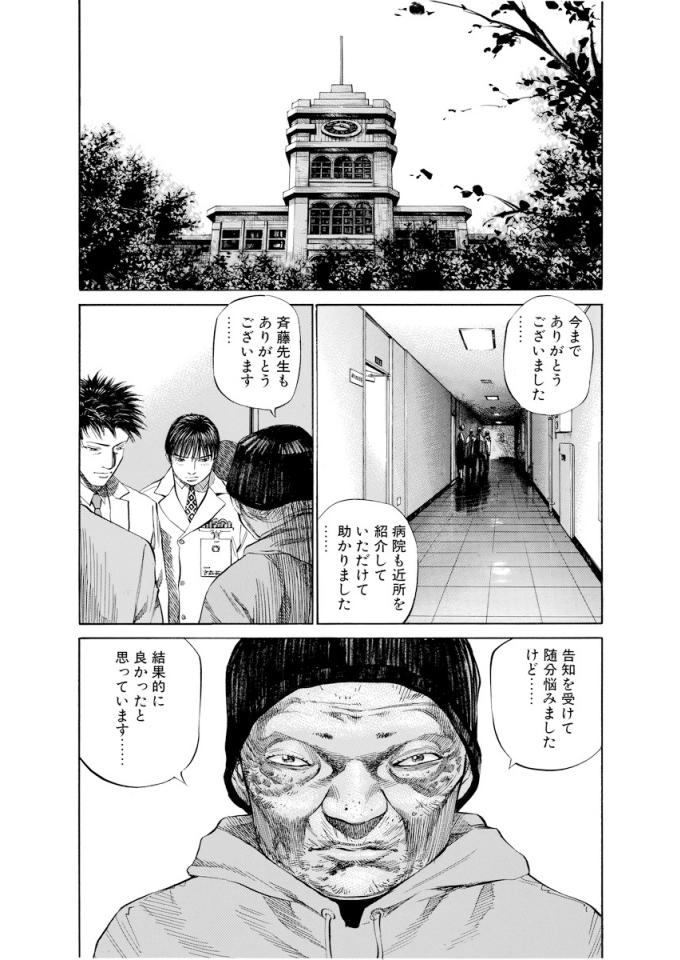 今まで
ありがとう
ございました
……
病院も近所を
紹介して
いただけて
助かりました
斉藤先生も
ありがとう
ございます
……
告知を受けて
随分悩みました
けど……
結果的に
良かったと
思っています……